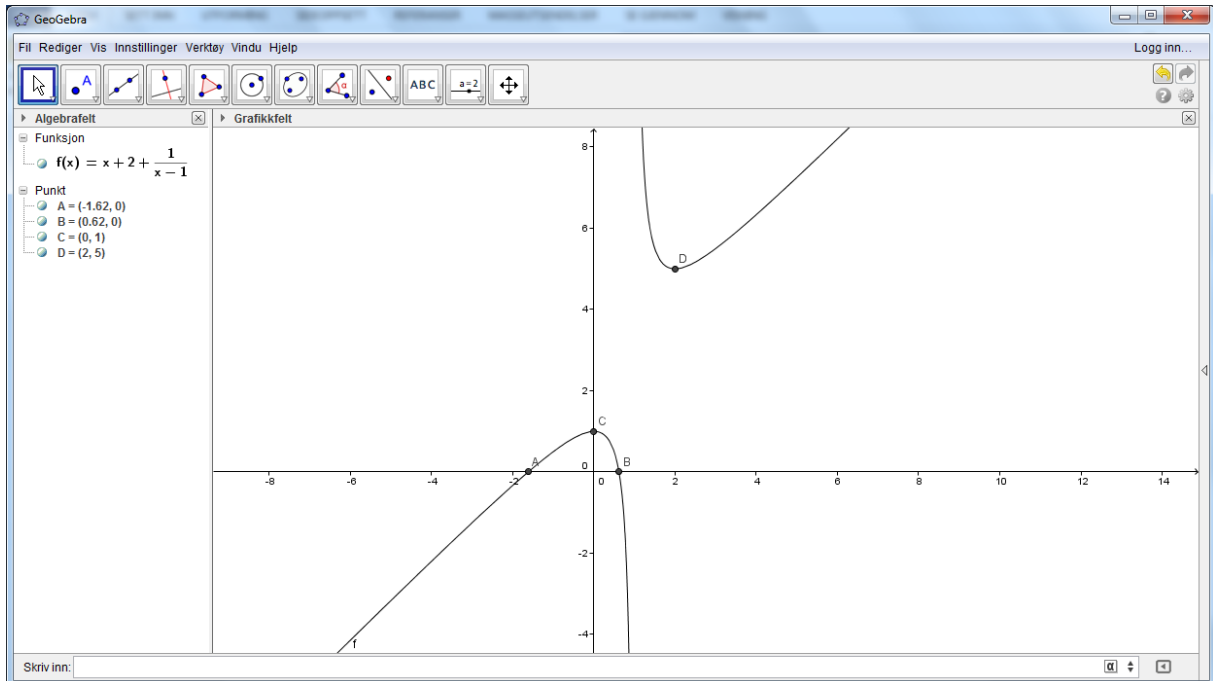 GeoGebra
Fil Rediger Vis Innstillinger Verktøy Vindu Hjelp
Logg inn...
A
α
ABC
a=2
Algebrafelt
Grafikkfelt
Funksjon
f(x) = x + 2 + 1/(x − 1)
Punkt
A = (-1.62, 0)
B = (0.62, 0)
C = (0, 1)
D = (2, 5)
8
6
D
4
2
C
0
A
B
-8 -6 -4 -2 0 2 4 6 8 10 12 14
-2
-4
f
Skriv inn:
α